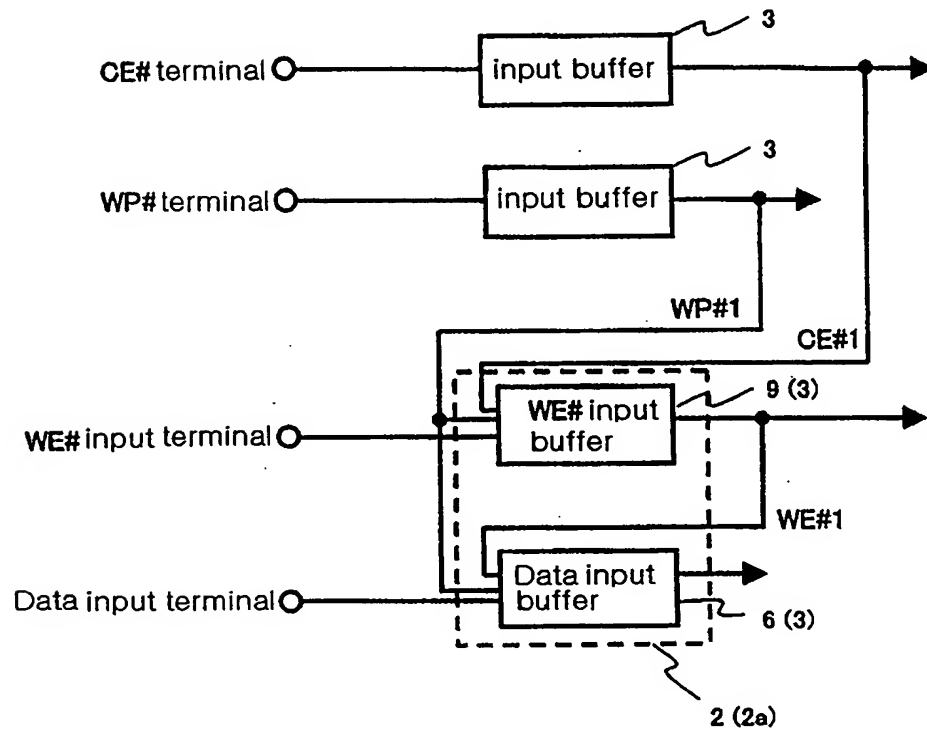 3
CE# terminal
input buffer
3
WP# terminal
input buffer
WP#1
CE#1
9 (3)
WE# input
buffer
WE# input terminal
WE#1
Data input
buffer
Data input terminal
6 (3)
2 (2a)